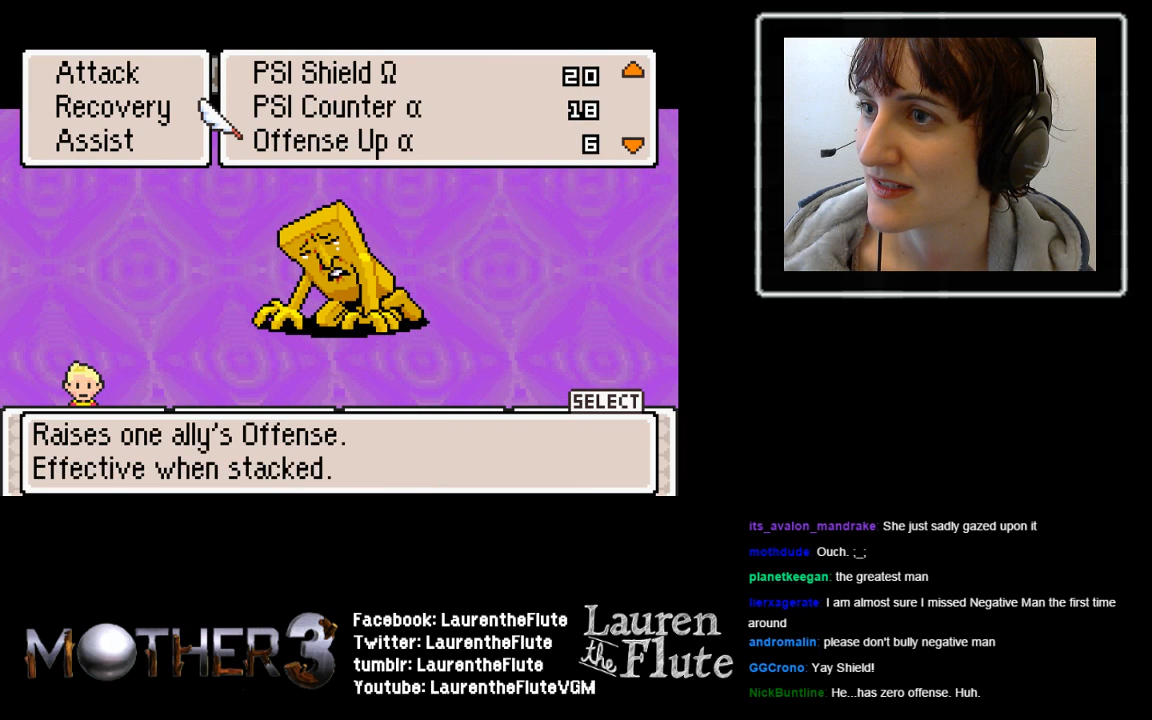 Attack
Recovery
Assist
PSI Shield Ω 20
PSI Counter α 18
Offense Up α 6
SELECT
Raises one ally's Offense.
Effective when stacked.
its_avalon_mandrake: She just sadly gazed upon it
mothdude: Ouch. ;_;
planetkeegan: the greatest man
lierxagerate: I am almost sure I missed Negative Man the first time
around
andromalin: please don't bully negative man
GGCrono: Yay Shield!
NickBuntline: He...has zero offense. Huh.
MOTHER 3
Facebook: LaurentheFlute
Twitter: LaurentheFlute
tumblr: LaurentheFlute
Youtube: LaurentheFluteVGM
Lauren
the Flute